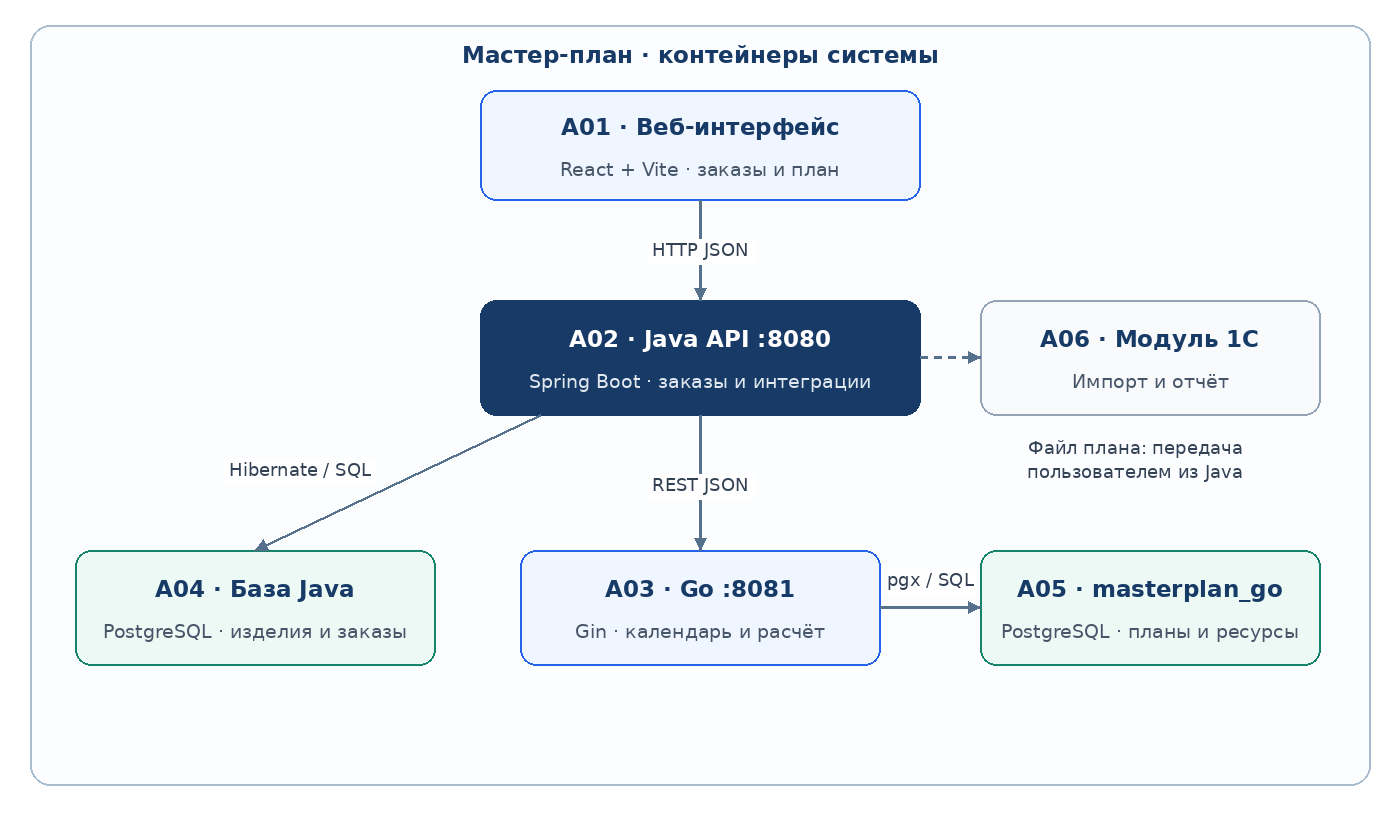 Мастер-план · контейнеры системы
A01 · Веб-интерфейс
React + Vite · заказы и план
HTTP JSON
A02 · Java API :8080
Spring Boot · заказы и интеграции
A06 · Модуль 1С
Импорт и отчёт
Файл плана: передача
пользователем из Java
Hibernate / SQL
REST JSON
A04 · База Java
PostgreSQL · изделия и заказы
A03 · Go :8081
Gin · календарь и расчёт
pgx / SQL
A05 · masterplan_go
PostgreSQL · планы и ресурсы